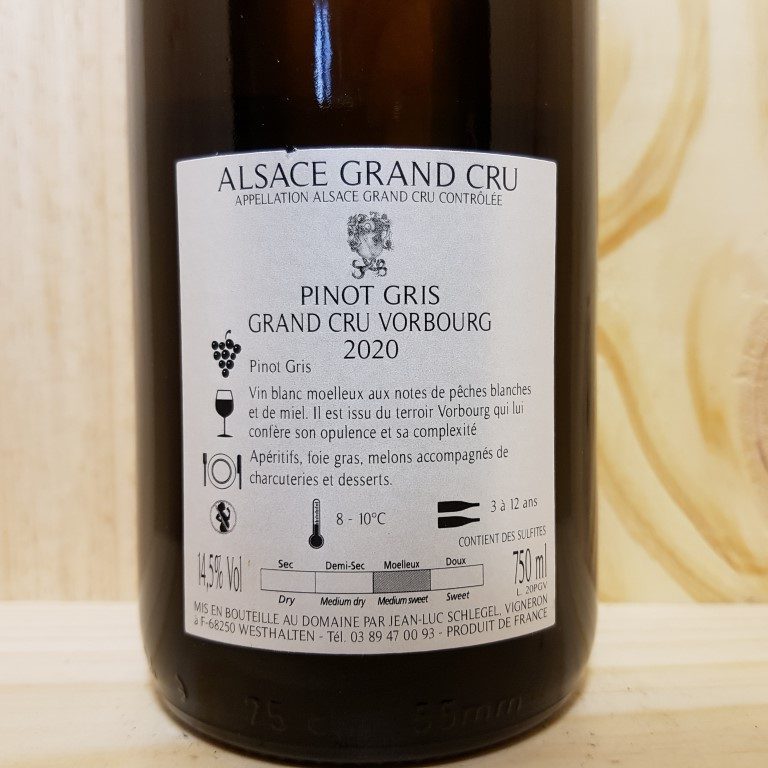 ALSACE GRAND CRU
APPELLATION ALSACE GRAND CRU CONTRÔLÉE
PINOT GRIS
GRAND CRU VORBOURG
2020
Pinot Gris
Vin blanc moelleux aux notes de pêches blanches
et de miel. Il est issu du terroir Vorbourg qui lui
confère son opulence et sa complexité
Apéritifs, foie gras, melons accompagnés de
charcuteries et desserts.
8 - 10°C
3 à 12 ans
CONTIENT DES SULFITES
14,5% Vol
Sec Demi-Sec Moelleux Doux
Dry Medium dry Medium sweet Sweet
750 ml
L. 20PGV
MIS EN BOUTEILLE AU DOMAINE PAR JEAN-LUC SCHLEGEL, VIGNERON
à F-68250 WESTHALTEN - Tél. 03 89 47 00 93 - PRODUIT DE FRANCE
75 c 55mm